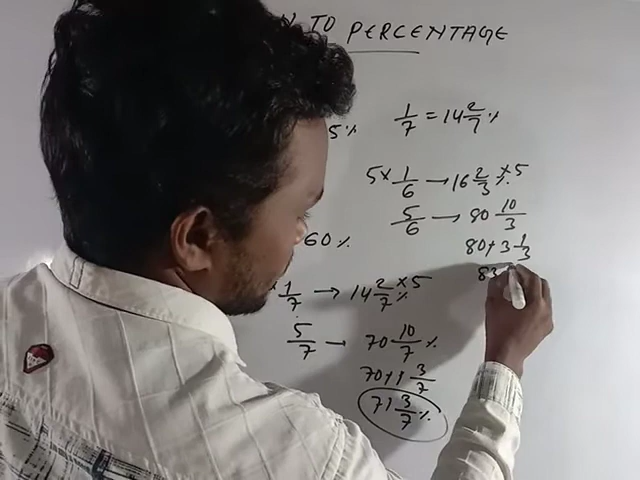 N TO PERCENTAGE
5%
1/7 = 14 2/7 %
5× 1/6 → 16 2/3 % ×5
5/6 → 80 10/3
80+3 1/3
60%
83
1/7 → 14 2/7 % ×5
5/7 → 70 10/7 %
70+1 3/7
71 3/7 %